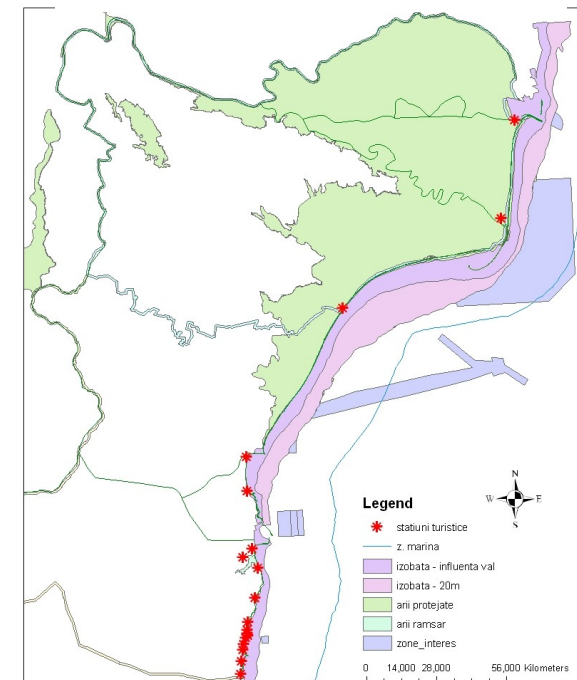 N
W E
S
Legend
statiuni turistice
z. marina
izobata - influenta val
izobata - 20m
arii protejate
arii ramsar
zone_interes
0 14,000 28,000 56,000 Kilometers